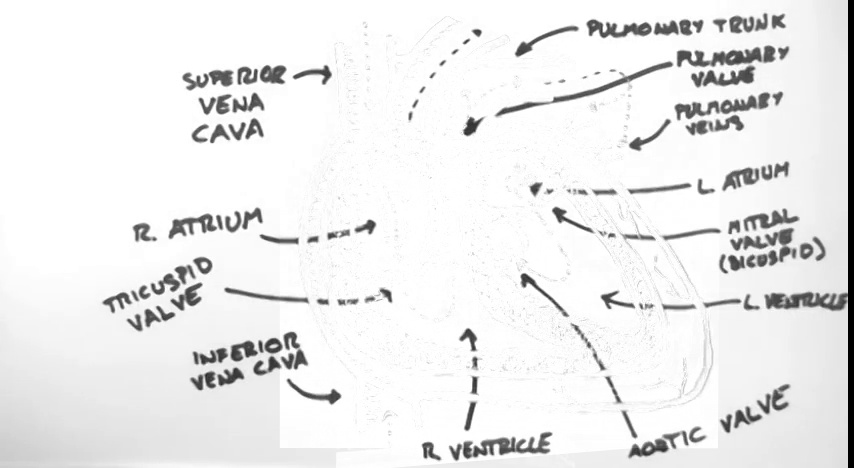 PULMONARY TRUNK
PULMONARY
VALVE
SUPERIOR
VENA
CAVA
PULMONARY
VEINS
L. ATRIUM
R. ATRIUM
MITRAL
VALVE
(BICUSPID)
TRICUSPID
VALVE
L. VENTRICLE
INFERIOR
VENA CAVA
R. VENTRICLE
AORTIC VALVE